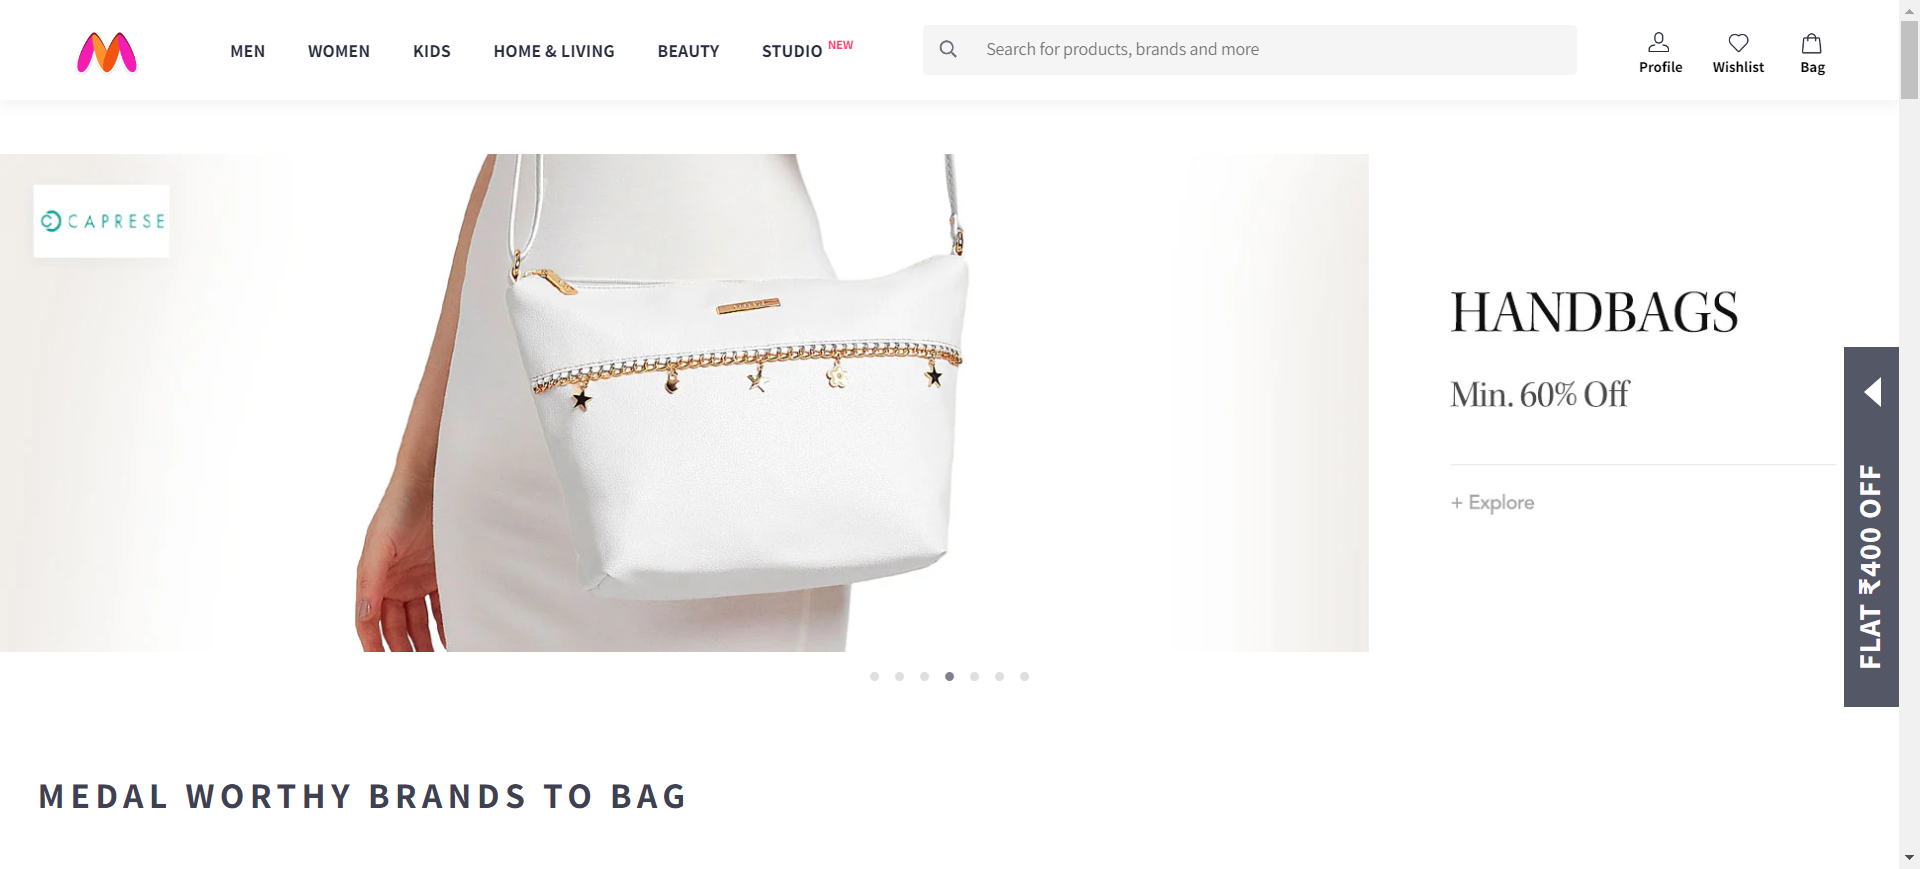 MEN
WOMEN
KIDS
HOME & LIVING
BEAUTY
STUDIO NEW
Search for products, brands and more
Profile
Wishlist
Bag
CAPRESE
HANDBAGS
Min. 60% Off
+ Explore
FLAT ₹400 OFF
MEDAL WORTHY BRANDS TO BAG